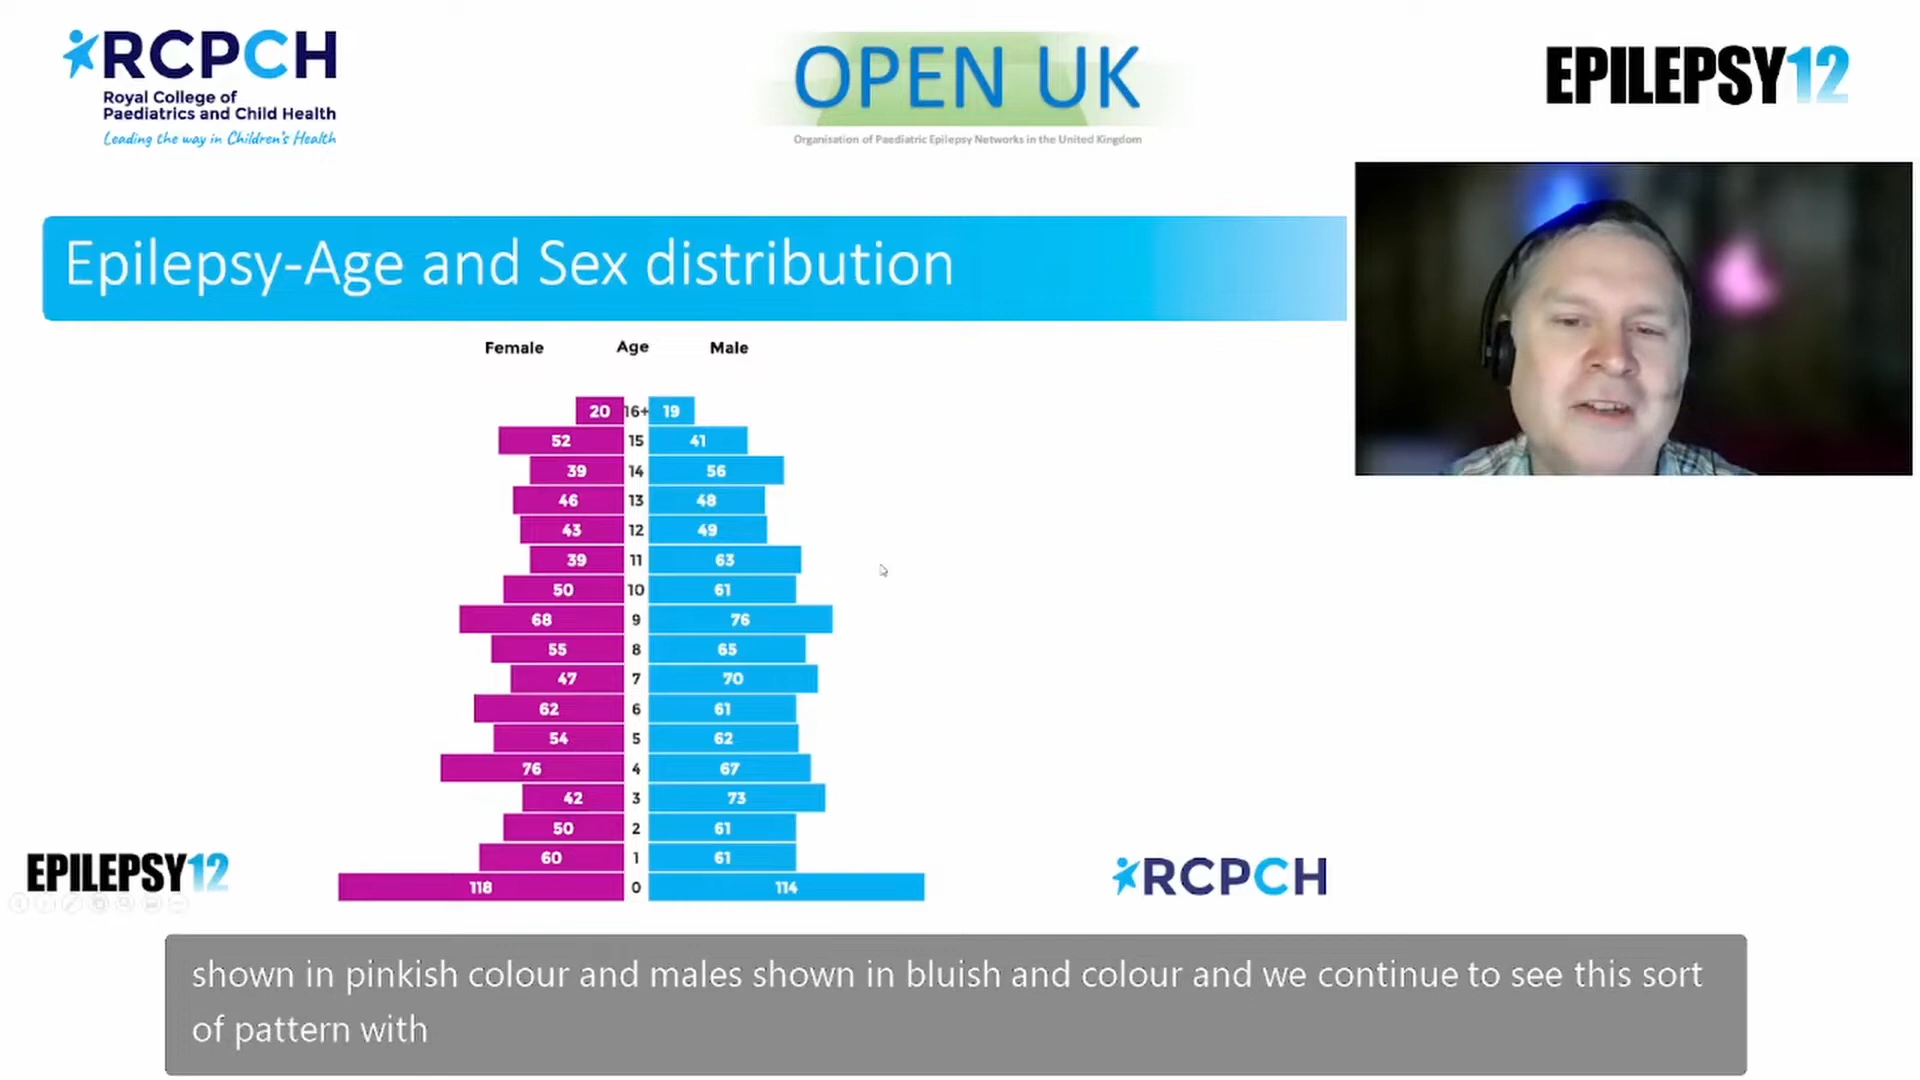 RCPCH
Royal College of
Paediatrics and Child Health
Leading the way in Children's Health
OPEN UK
Organisation of Paediatric Epilepsy Networks in the United Kingdom
EPILEPSY12
Epilepsy-Age and Sex distribution
Female Age Male
20 16+ 19
52 15 41
39 14 56
46 13 48
43 12 49
39 11 63
50 10 61
68 9 76
55 8 65
47 7 70
62 6 61
54 5 62
76 4 67
42 3 73
50 2 61
60 1 61
118 0 114
EPILEPSY12
RCPCH
shown in pinkish colour and males shown in bluish and colour and we continue to see this sort
of pattern with